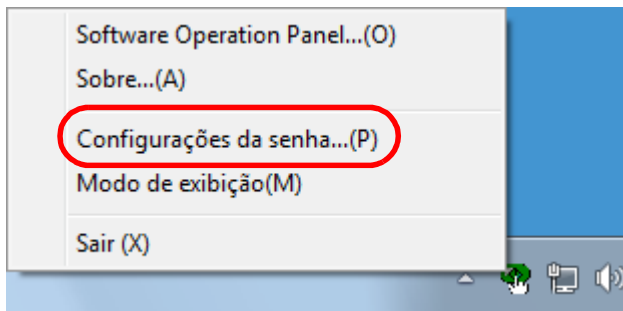 Software Operation Panel...(O)
Sobre...(A)
Configurações da senha...(P)
Modo de exibição(M)
Sair (X)